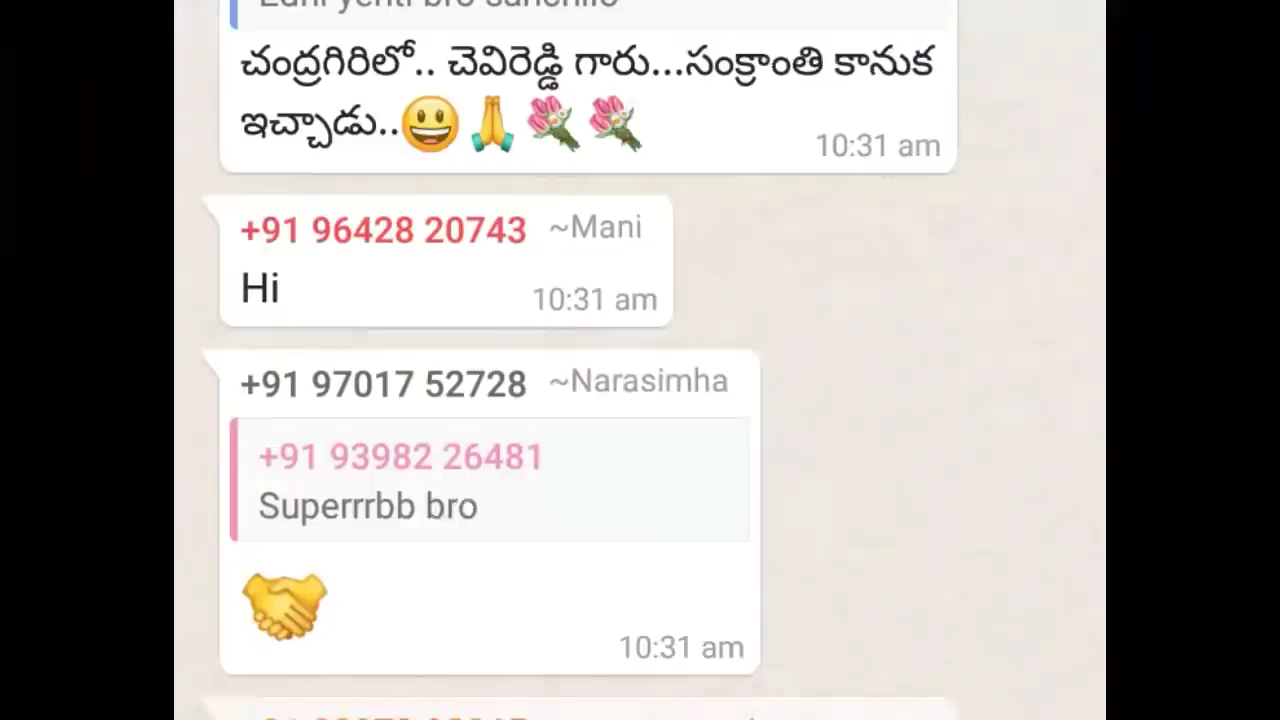 చంద్రగిరిలో.. చెవిరెడ్డి గారు...సంక్రాంతి కానుక
ఇచ్చాడు..😃🙏💐💐
10:31 am
+91 96428 20743 ~Mani
Hi
10:31 am
+91 97017 52728 ~Narasimha
+91 93982 26481
Superrrbb bro
🤝
10:31 am